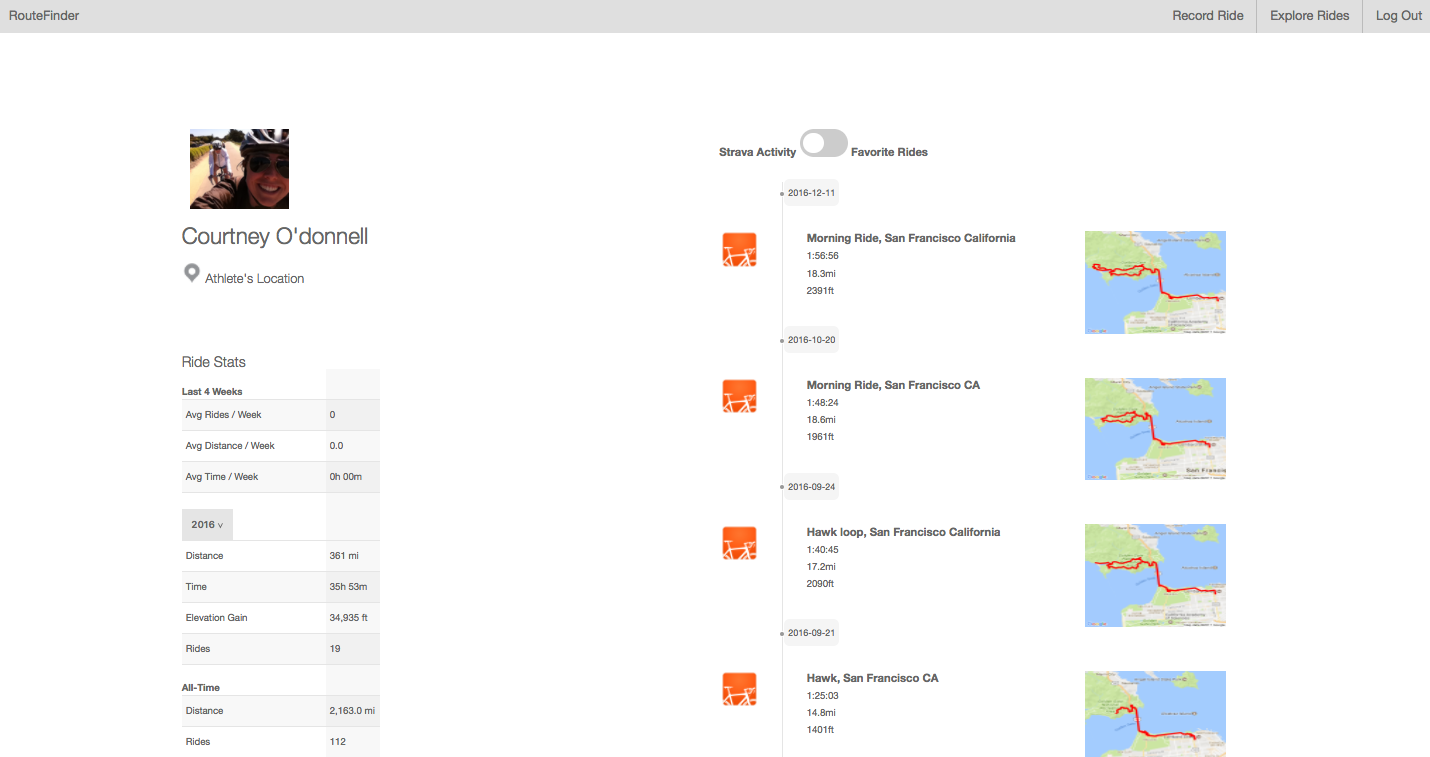 RouteFinder
Record Ride
Explore Rides
Log Out
Courtney O'donnell
Athlete's Location
Ride Stats
Last 4 Weeks
Avg Rides / Week 0
Avg Distance / Week 0.0
Avg Time / Week 0h 00m
2016 v
Distance 361 mi
Time 35h 53m
Elevation Gain 34,935 ft
Rides 19
All-Time
Distance 2,163.0 mi
Rides 112
Strava Activity Favorite Rides
2016-12-11
Morning Ride, San Francisco California
1:56:56
18.3mi
2391ft
2016-10-20
Morning Ride, San Francisco CA
1:48:24
18.6mi
1961ft
2016-09-24
Hawk loop, San Francisco California
1:40:45
17.2mi
2090ft
2016-09-21
Hawk, San Francisco CA
1:25:03
14.8mi
1401ft